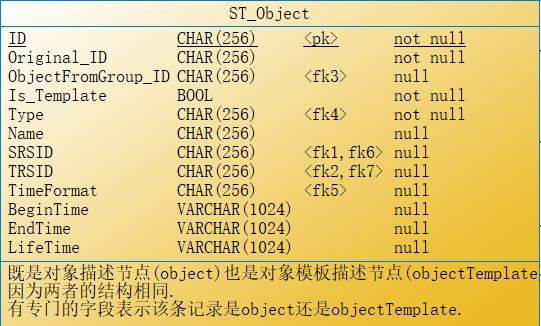 ST_Object
ID CHAR(256) <pk> not null
Original_ID CHAR(256) not null
ObjectFromGroup_ID CHAR(256) <fk3> null
Is_Template BOOL not null
Type CHAR(256) <fk4> not null
Name CHAR(256) null
SRSID CHAR(256) <fk1,fk6> null
TRSID CHAR(256) <fk2,fk7> null
TimeFormat CHAR(256) <fk5> null
BeginTime VARCHAR(1024) null
EndTime VARCHAR(1024) null
LifeTime VARCHAR(1024) null
既是对象描述节点(object)也是对象模板描述节点(objectTemplate
因为两者的结构相同.
有专门的字段表示该条记录是object还是objectTemplate.